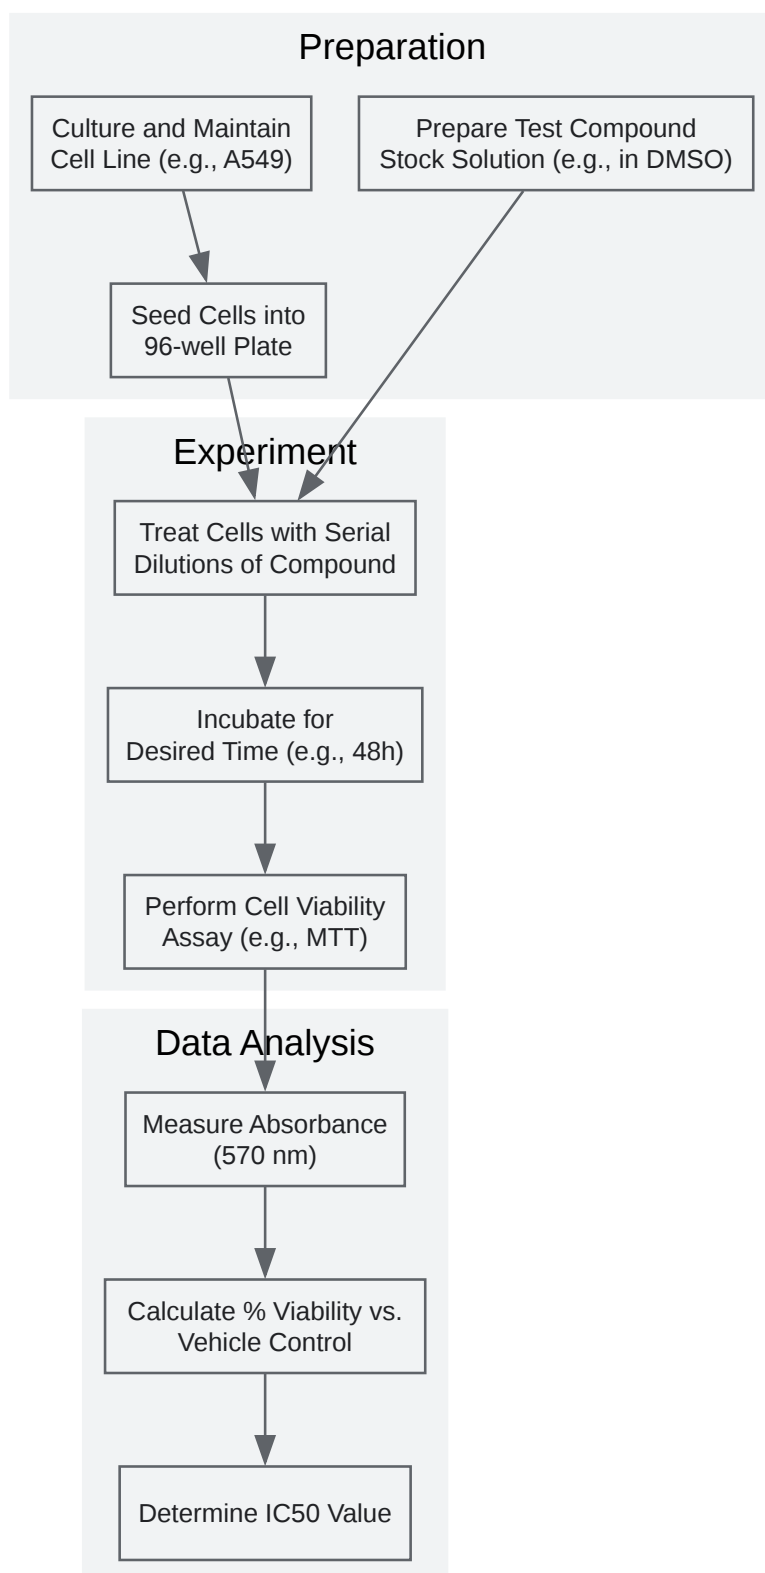 Preparation
Culture and Maintain
Cell Line (e.g., A549)
Prepare Test Compound
Stock Solution (e.g., in DMSO)
Seed Cells into
96-well Plate
Experiment
Treat Cells with Serial
Dilutions of Compound
Incubate for
Desired Time (e.g., 48h)
Perform Cell Viability
Assay (e.g., MTT)
Data Analysis
Measure Absorbance
(570 nm)
Calculate % Viability vs.
Vehicle Control
Determine IC50 Value